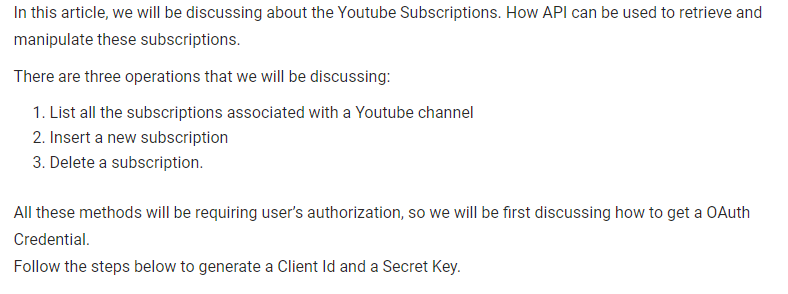 In this article, we will be discussing about the Youtube Subscriptions. How API can be used to retrieve and
manipulate these subscriptions.
There are three operations that we will be discussing:
1. List all the subscriptions associated with a Youtube channel
2. Insert a new subscription
3. Delete a subscription.
All these methods will be requiring user’s authorization, so we will be first discussing how to get a OAuth
Credential.
Follow the steps below to generate a Client Id and a Secret Key.